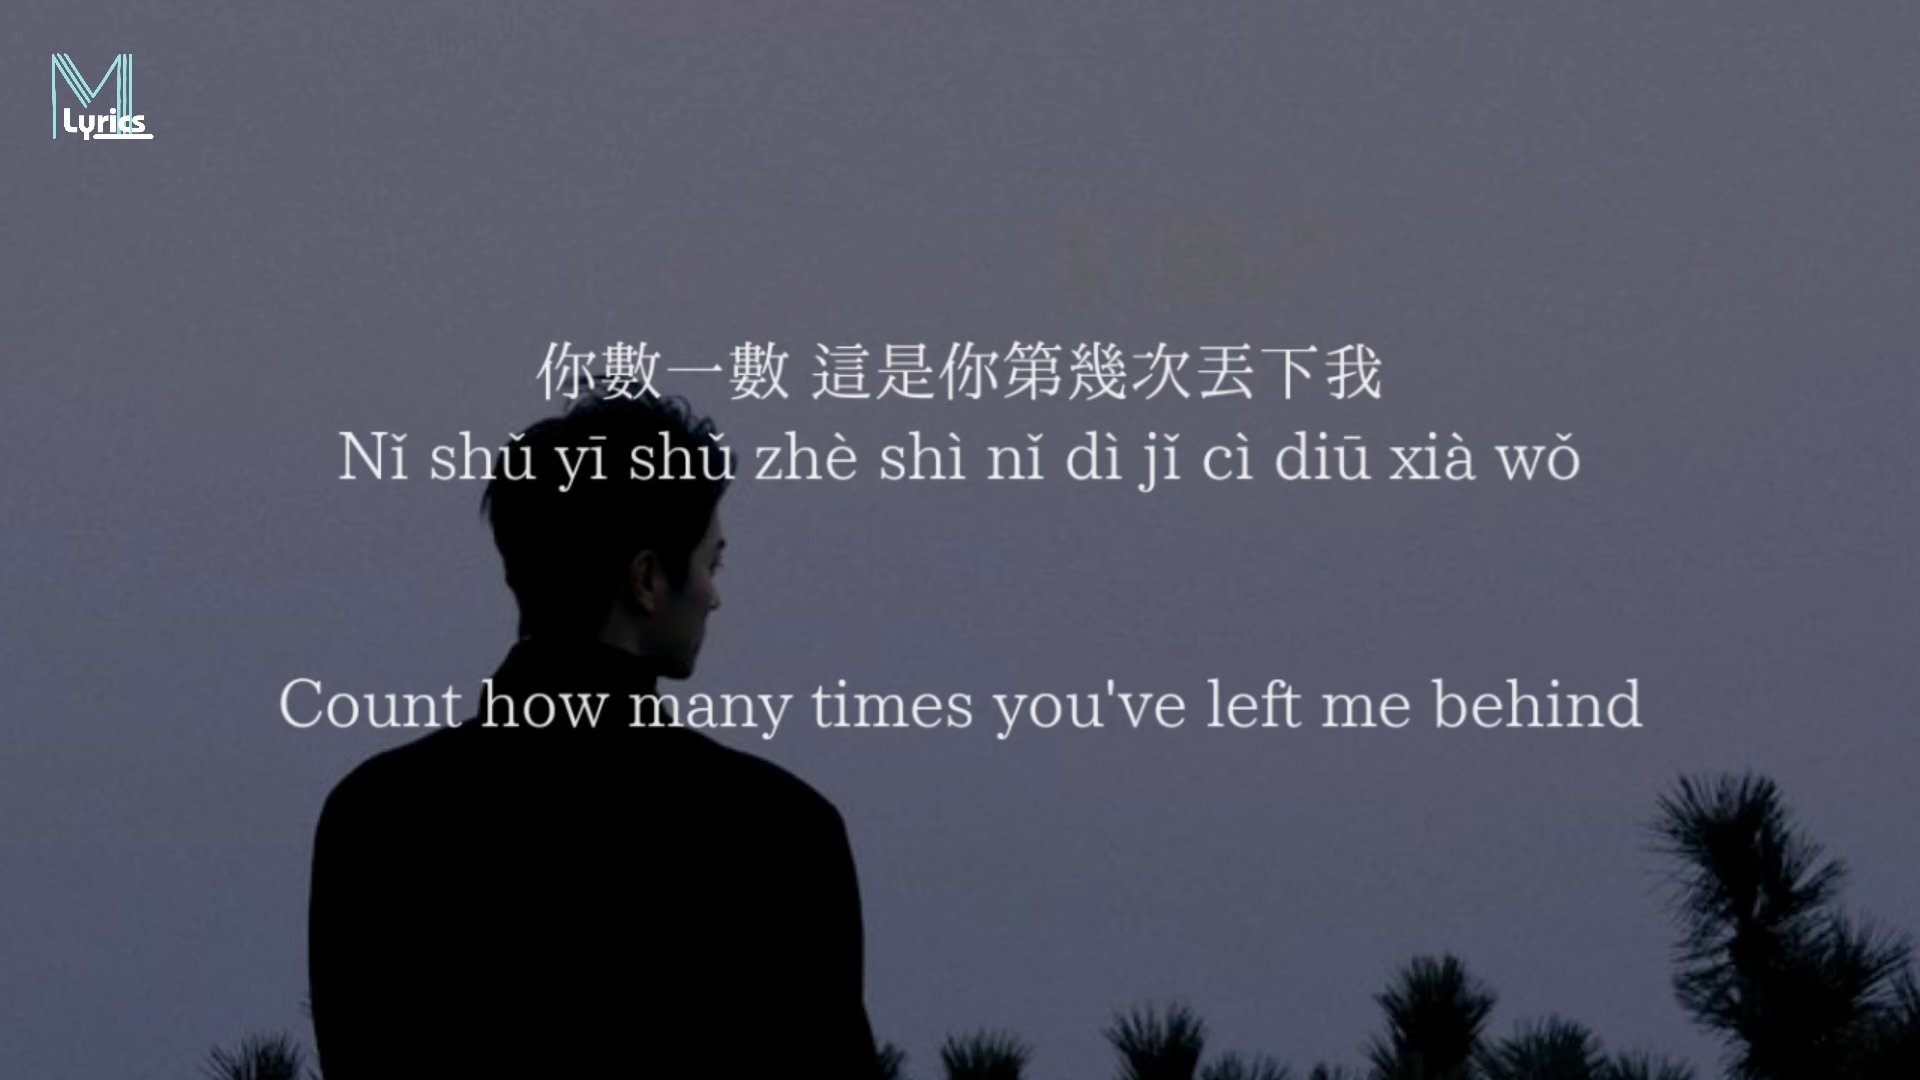 ML
Lyrics
你數一數 這是你第幾次丟下我
Nǐ shǔ yī shǔ zhè shì nǐ dì jǐ cì diū xià wǒ
Count how many times you've left me behind